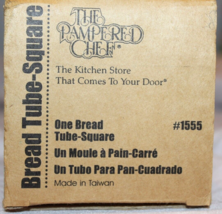 Bread Tube-Square
THE
PAMPERED
CHEF®
The Kitchen Store
That Comes To Your Door®
One Bread #1555
Tube-Square
Un Moule à Pain-Carré
Un Tubo Para Pan-Cuadrado
Made in Taiwan